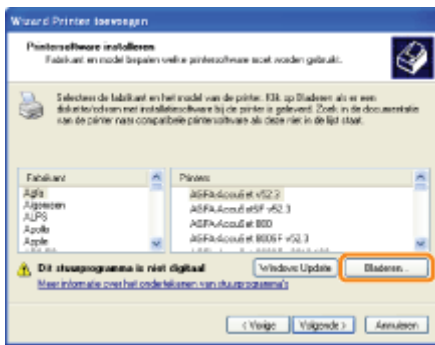 Wizard Printer toevoegen
Printersoftware installeren
Fabrikant en model bepalen welke printersoftware moet worden gebruikt.
Selecteer de fabrikant en het model van de printer. Klik op Bladeren als er een
diskette/cd-rom met installatiesoftware bij de printer is geleverd. Zoek in de documentatie
van de printer naar compatibele printersoftware als deze niet in de lijst staat.
Fabrikant
Printers
Agfa
Algemeen
ALPS
Apollo
Apple
AGFA-AccuSet v52.3
AGFA-AccuSetSF v52.3
AGFA-AccuSet 800
AGFA-AccuSet 800SF v52.3
Dit stuurprogramma is niet digitaal
Windows Update
Bladeren...
Meer informatie over het ondertekenen van stuurprogramma's
< Vorige
Volgende >
Annuleren